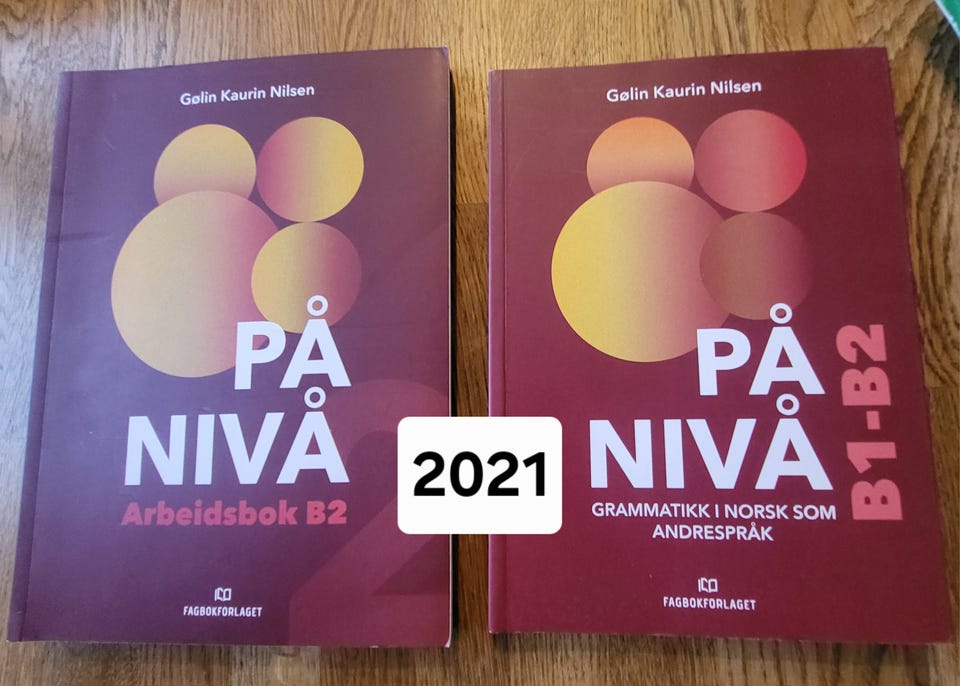 Gølin Kaurin Nilsen
PÅ
NIVÅ
Arbeidsbok B2
2
FAGBOKFORLAGET
2021
Gølin Kaurin Nilsen
PÅ
NIVÅ
B1-B2
GRAMMATIKK I NORSK SOM
ANDRESPRÅK
FAGBOKFORLAGET